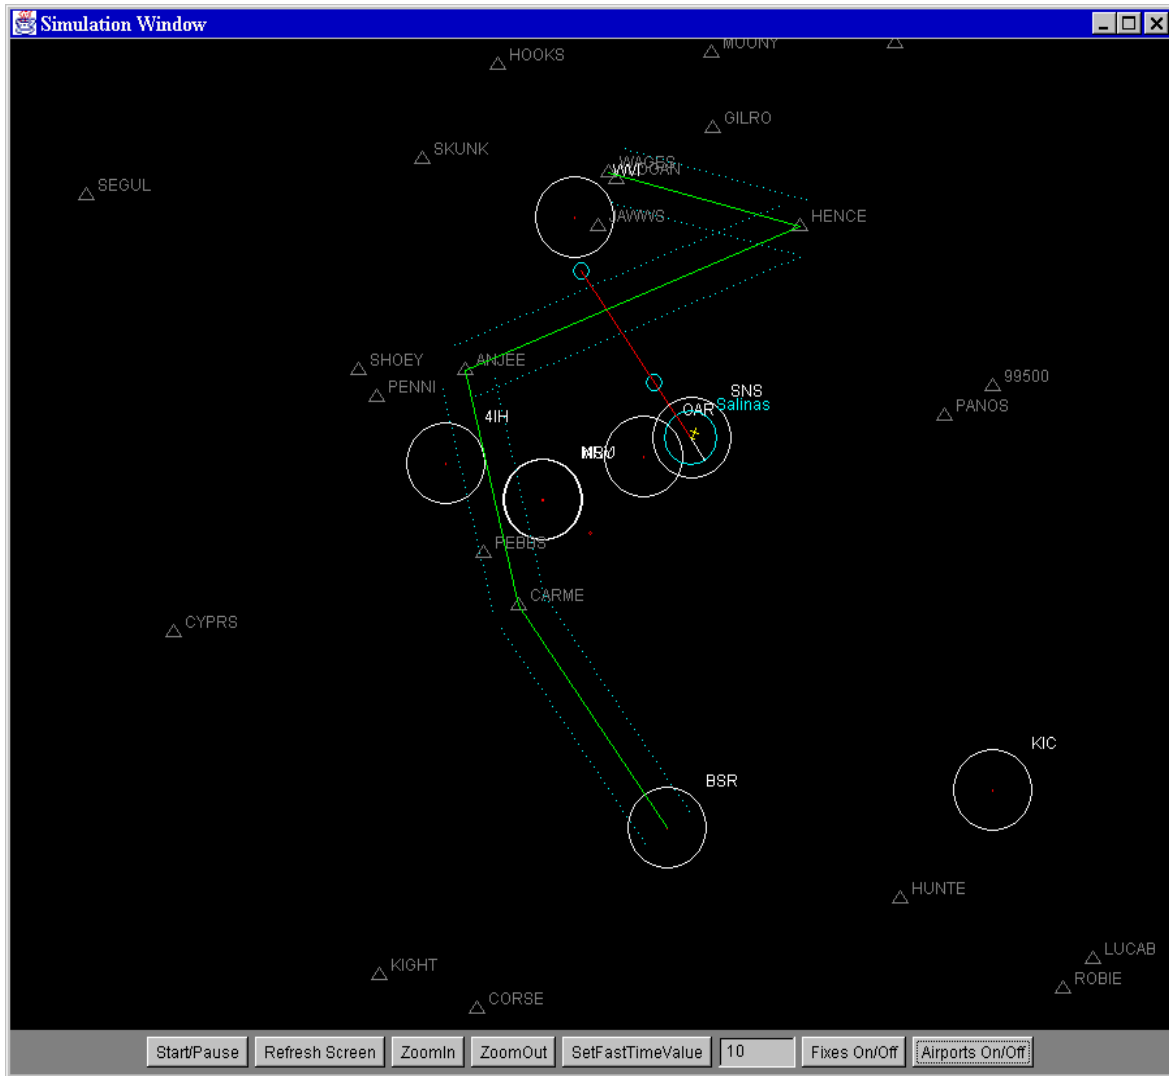 Simulation Window
HOOKS
MOUNY
GILRO
SKUNK
WAGES
WVI
SEGUL
JAWWS
HENCE
SHOEY
ANJEE
PENNI
99500
SNS
Salinas
OAR
PANOS
4IH
PEBBS
CARME
CYPRS
KIC
BSR
HUNTE
LUCAB
KIGHT
ROBIE
CORSE
Start/Pause Refresh Screen ZoomIn ZoomOut SetFastTimeValue 10 Fixes On/Off Airports On/Off